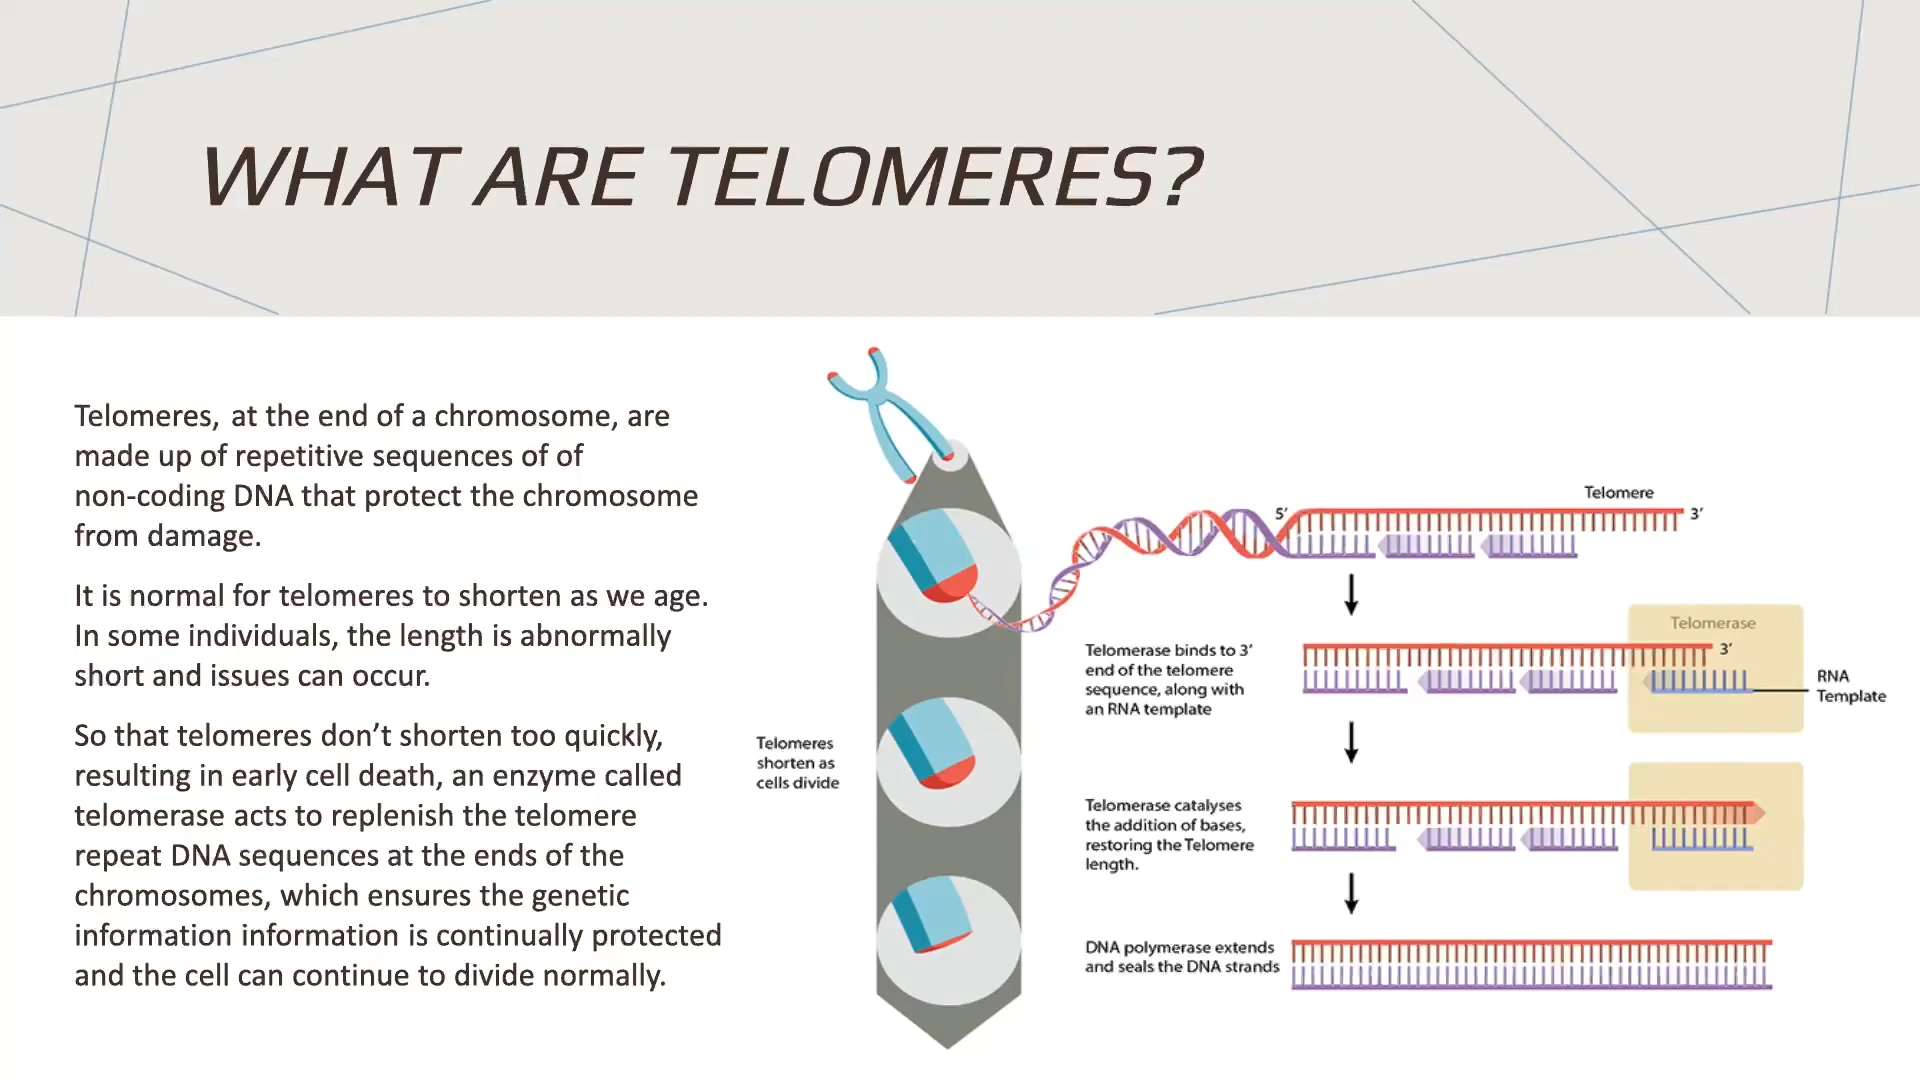 WHAT ARE TELOMERES?
Telomeres, at the end of a chromosome, are
made up of repetitive sequences of of
non-coding DNA that protect the chromosome
from damage.
It is normal for telomeres to shorten as we age.
In some individuals, the length is abnormally
short and issues can occur.
So that telomeres don’t shorten too quickly,
resulting in early cell death, an enzyme called
telomerase acts to replenish the telomere
repeat DNA sequences at the ends of the
chromosomes, which ensures the genetic
information information is continually protected
and the cell can continue to divide normally.
Telomeres
shorten as
cells divide
Telomere
5’
3’
Telomerase binds to 3’
end of the telomere
sequence, along with
an RNA template
Telomerase
3’
RNA
Template
Telomerase catalyses
the addition of bases,
restoring the Telomere
length.
DNA polymerase extends
and seals the DNA strands